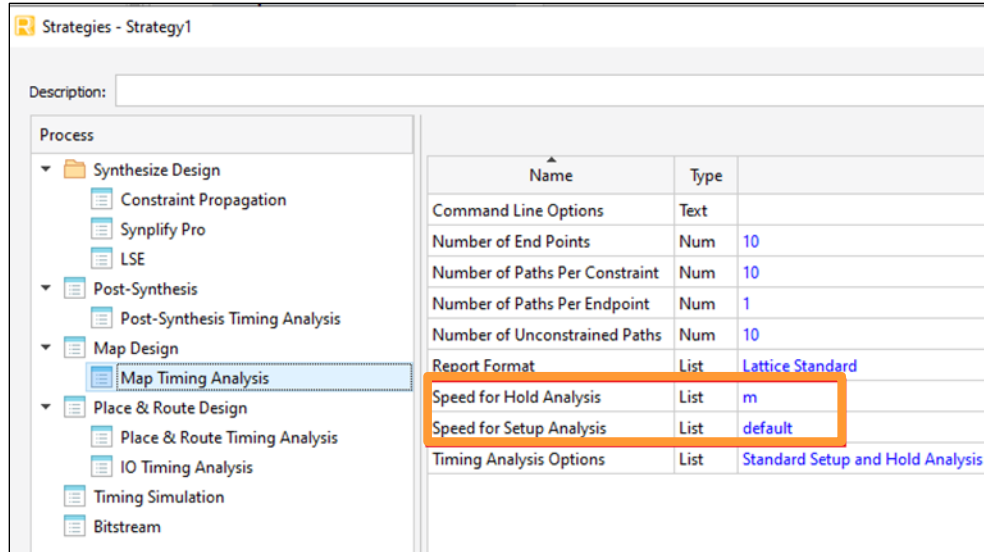 Strategies - Strategy1
Description:
Process
Synthesize Design
Constraint Propagation
Synplify Pro
LSE
Post-Synthesis
Post-Synthesis Timing Analysis
Map Design
Map Timing Analysis
Place & Route Design
Place & Route Timing Analysis
IO Timing Analysis
Timing Simulation
Bitstream
Name Type
Command Line Options Text
Number of End Points Num 10
Number of Paths Per Constraint Num 10
Number of Paths Per Endpoint Num 1
Number of Unconstrained Paths Num 10
Report Format List Lattice Standard
Speed for Hold Analysis List m
Speed for Setup Analysis List default
Timing Analysis Options List Standard Setup and Hold Analysis